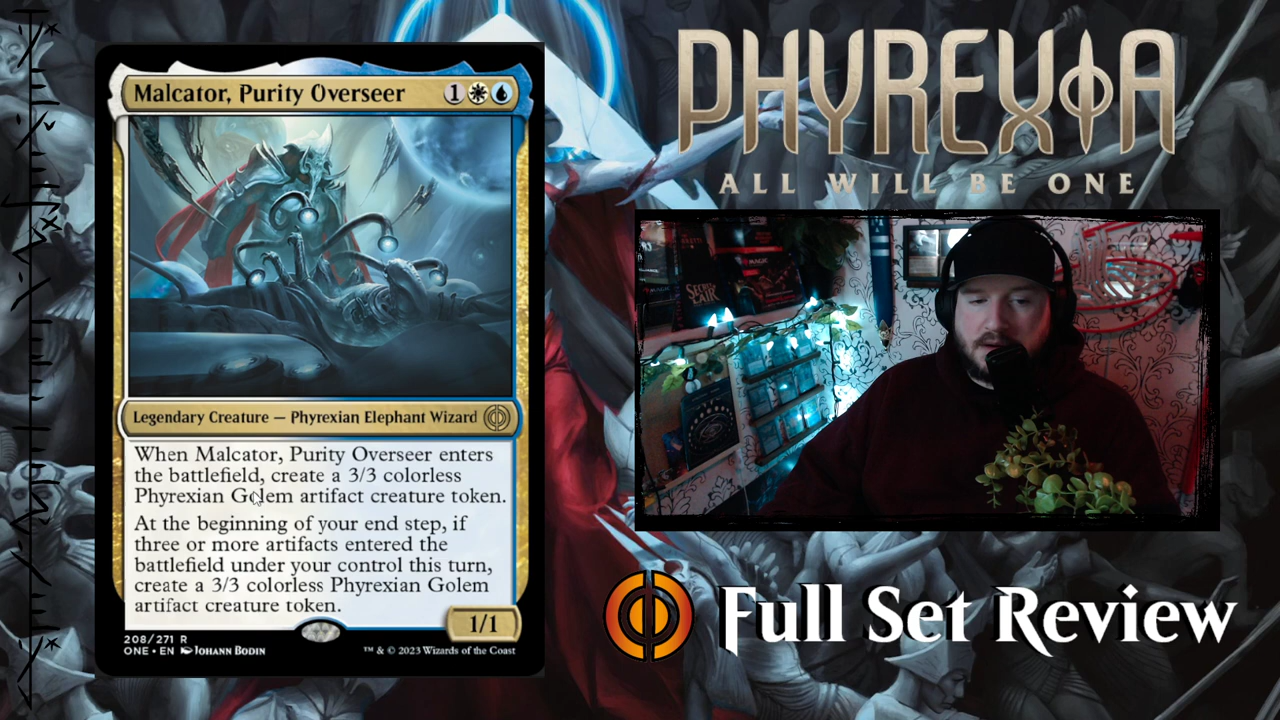 Malcator, Purity Overseer 1
Legendary Creature — Phyrexian Elephant Wizard
When Malcator, Purity Overseer enters
the battlefield, create a 3/3 colorless
Phyrexian Golem artifact creature token.
At the beginning of your end step, if
three or more artifacts entered the
battlefield under your control this turn,
create a 3/3 colorless Phyrexian Golem
artifact creature token.
1/1
208/271 R
ONE • EN JOHANN BODIN
™ & © 2023 Wizards of the Coast
PHYREXIA
ALL WILL BE ONE
SECRET
LAIR
Full Set Review